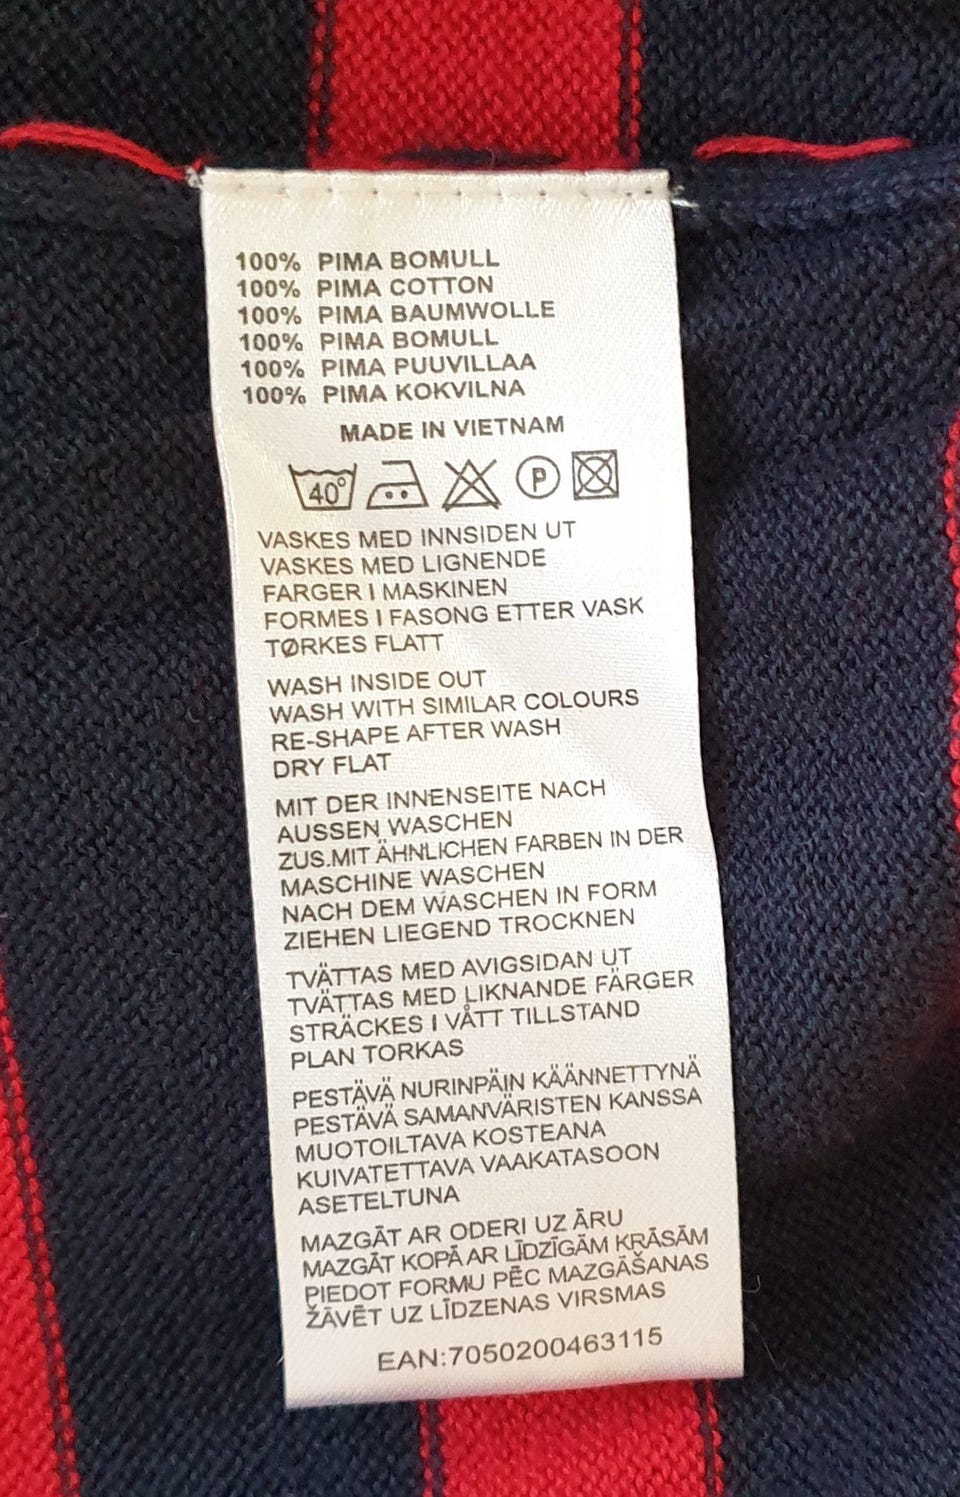 100% PIMA BOMULL
100% PIMA COTTON
100% PIMA BAUMWOLLE
100% PIMA BOMULL
100% PIMA PUUVILLAA
100% PIMA KOKVILNA
MADE IN VIETNAM
40° P
VASKES MED INNSIDEN UT
VASKES MED LIGNENDE
FARGER I MASKINEN
FORMES I FASONG ETTER VASK
TØRKES FLATT
WASH INSIDE OUT
WASH WITH SIMILAR COLOURS
RE-SHAPE AFTER WASH
DRY FLAT
MIT DER INNENSEITE NACH
AUSSEN WASCHEN
ZUS.MIT ÄHNLICHEN FARBEN IN DER
MASCHINE WASCHEN
NACH DEM WASCHEN IN FORM
ZIEHEN LIEGEND TROCKNEN
TVÄTTAS MED AVIGSIDAN UT
TVÄTTAS MED LIKNANDE FÄRGER
STRÄCKES I VÅTT TILLSTAND
PLAN TORKAS
PESTÄVÄ NURINPÄIN KÄÄNNETTYNÄ
PESTÄVÄ SAMANVÄRISTEN KANSSA
MUOTOILTAVA KOSTEANA
KUIVATETTAVA VAAKATASOON
ASETELTUNA
MAZGĀT AR ODERI UZ ĀRU
MAZGĀT KOPĀ AR LĪDZĪGĀM KRĀSĀM
PIEDOT FORMU PĒC MAZGĀŠANAS
ŽĀVĒT UZ LĪDZENAS VIRSMAS
EAN:7050200463115